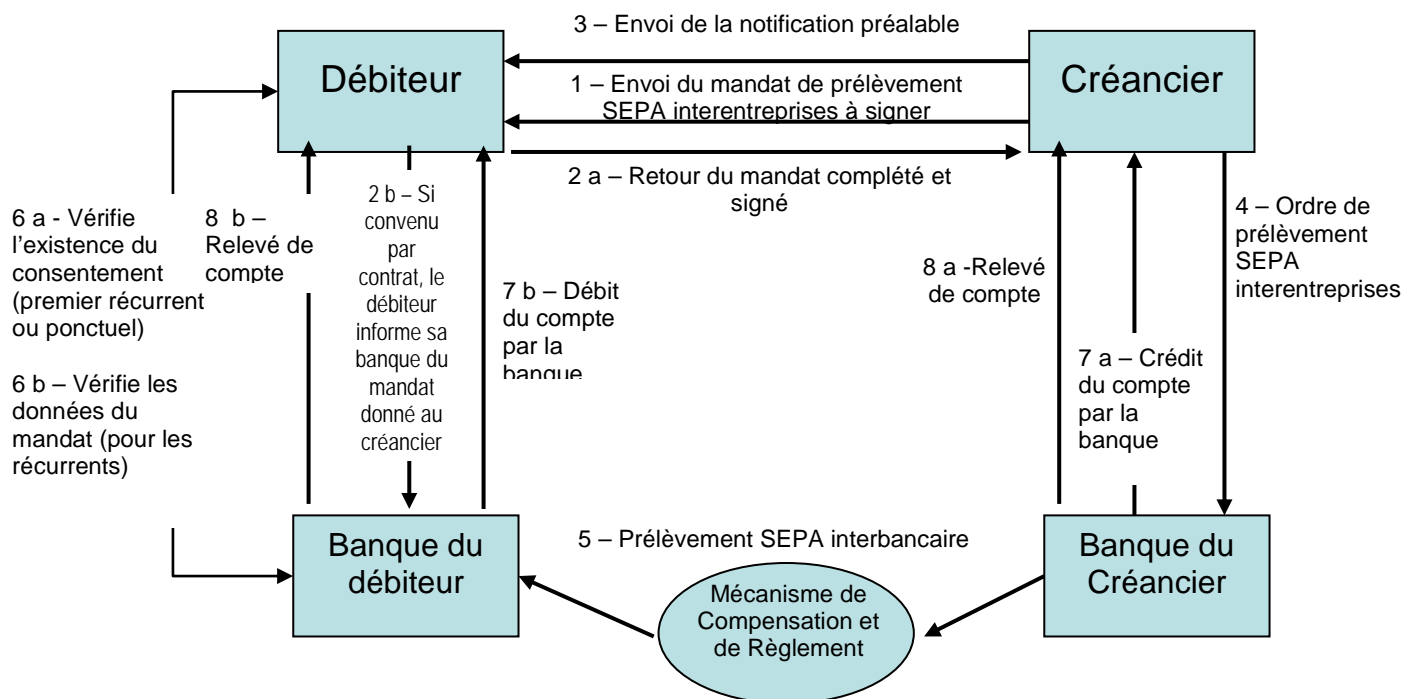 3 – Envoi de la notification préalable
Débiteur
Créancier
1 – Envoi du mandat de prélèvement
SEPA interentreprises à signer
2 a – Retour du mandat complété et
signé
2 b – Si
convenu
par
contrat, le
débiteur
informe sa
banque du
mandat
donné au
créancier
6 a - Vérifie
l’existence du
consentement
(premier récurrent
ou ponctuel)
6 b – Vérifie les
données du
mandat (pour les
récurrents)
8 b –
Relevé de
compte
7 b – Débit
du compte
par la
banque
8 a -Relevé
de compte
4 – Ordre de
prélèvement
SEPA
interentreprises
7 a – Crédit
du compte
par la
banque
Banque du
débiteur
5 – Prélèvement SEPA interbancaire
Mécanisme de
Compensation et
de Règlement
Banque du
Créancier